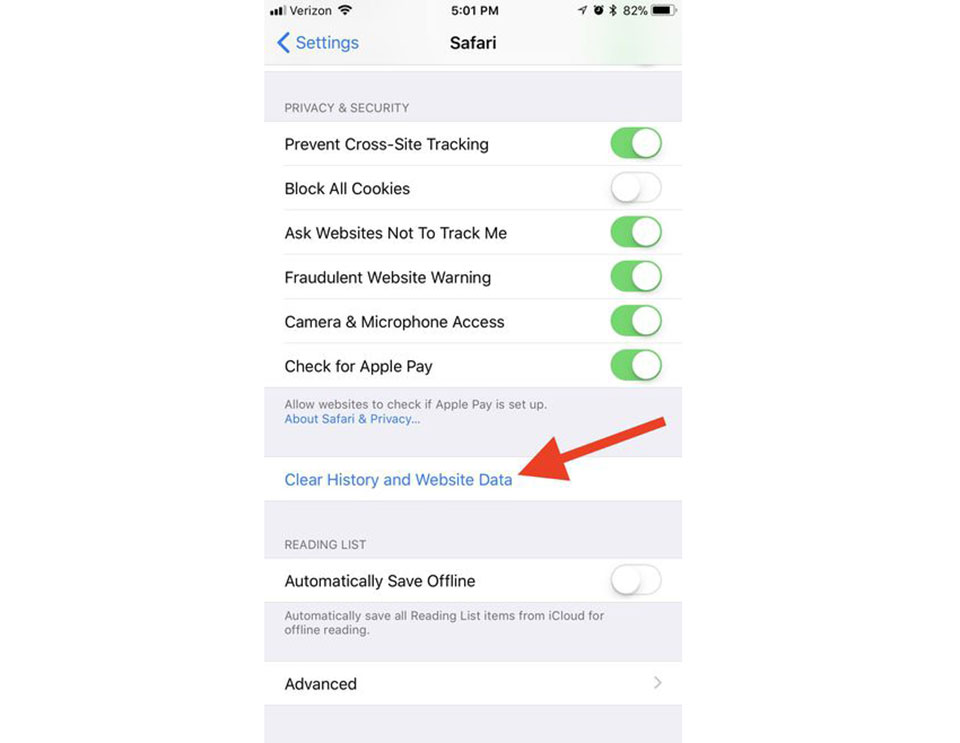 Verizon 5:01 PM 82%
Settings Safari
PRIVACY & SECURITY
Prevent Cross-Site Tracking
Block All Cookies
Ask Websites Not To Track Me
Fraudulent Website Warning
Camera & Microphone Access
Check for Apple Pay
Allow websites to check if Apple Pay is set up.
About Safari & Privacy...
Clear History and Website Data
READING LIST
Automatically Save Offline
Automatically save all Reading List items from iCloud for
offline reading.
Advanced